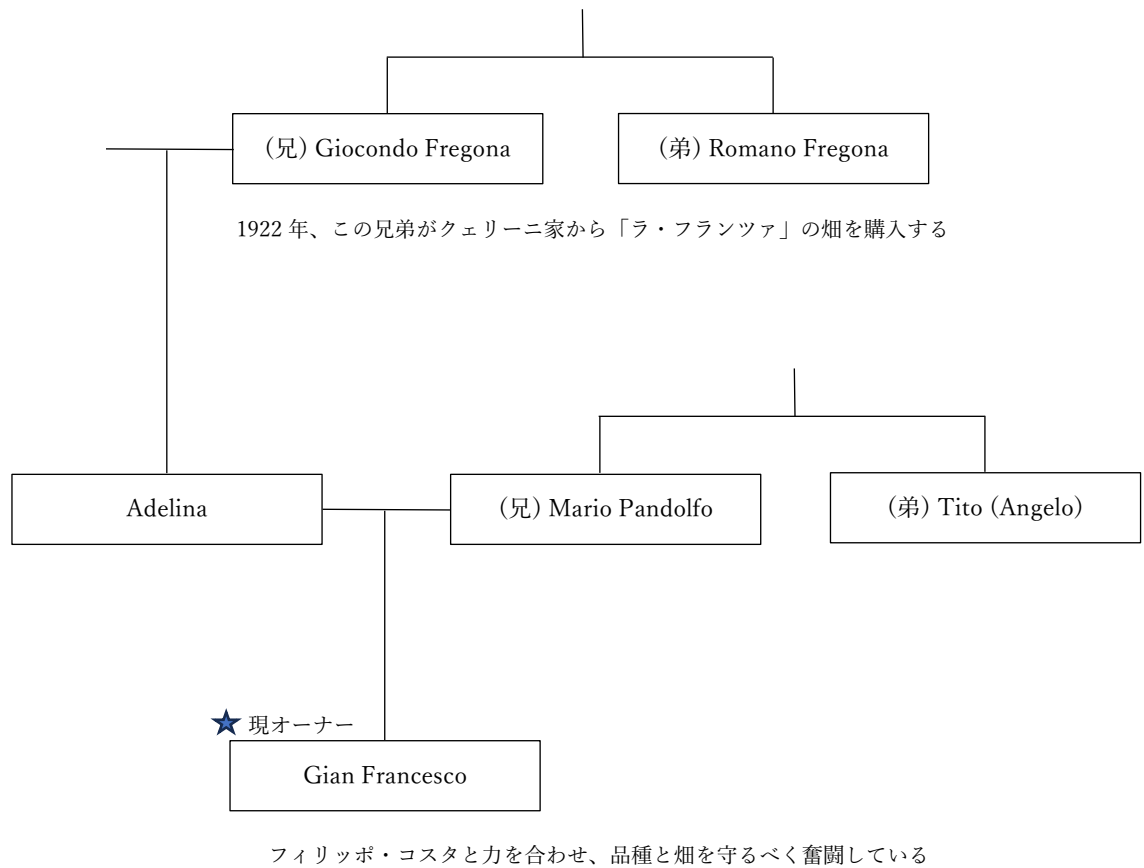 (兄) Giocondo Fregona
(弟) Romano Fregona
1922 年、この兄弟がクェリーニ家から「ラ・フランツァ」の畑を購入する
Adelina
(兄) Mario Pandolfo
(弟) Tito (Angelo)
現オーナー
Gian Francesco
フィリッポ・コスタと力を合わせ、品種と畑を守るべく奮闘している